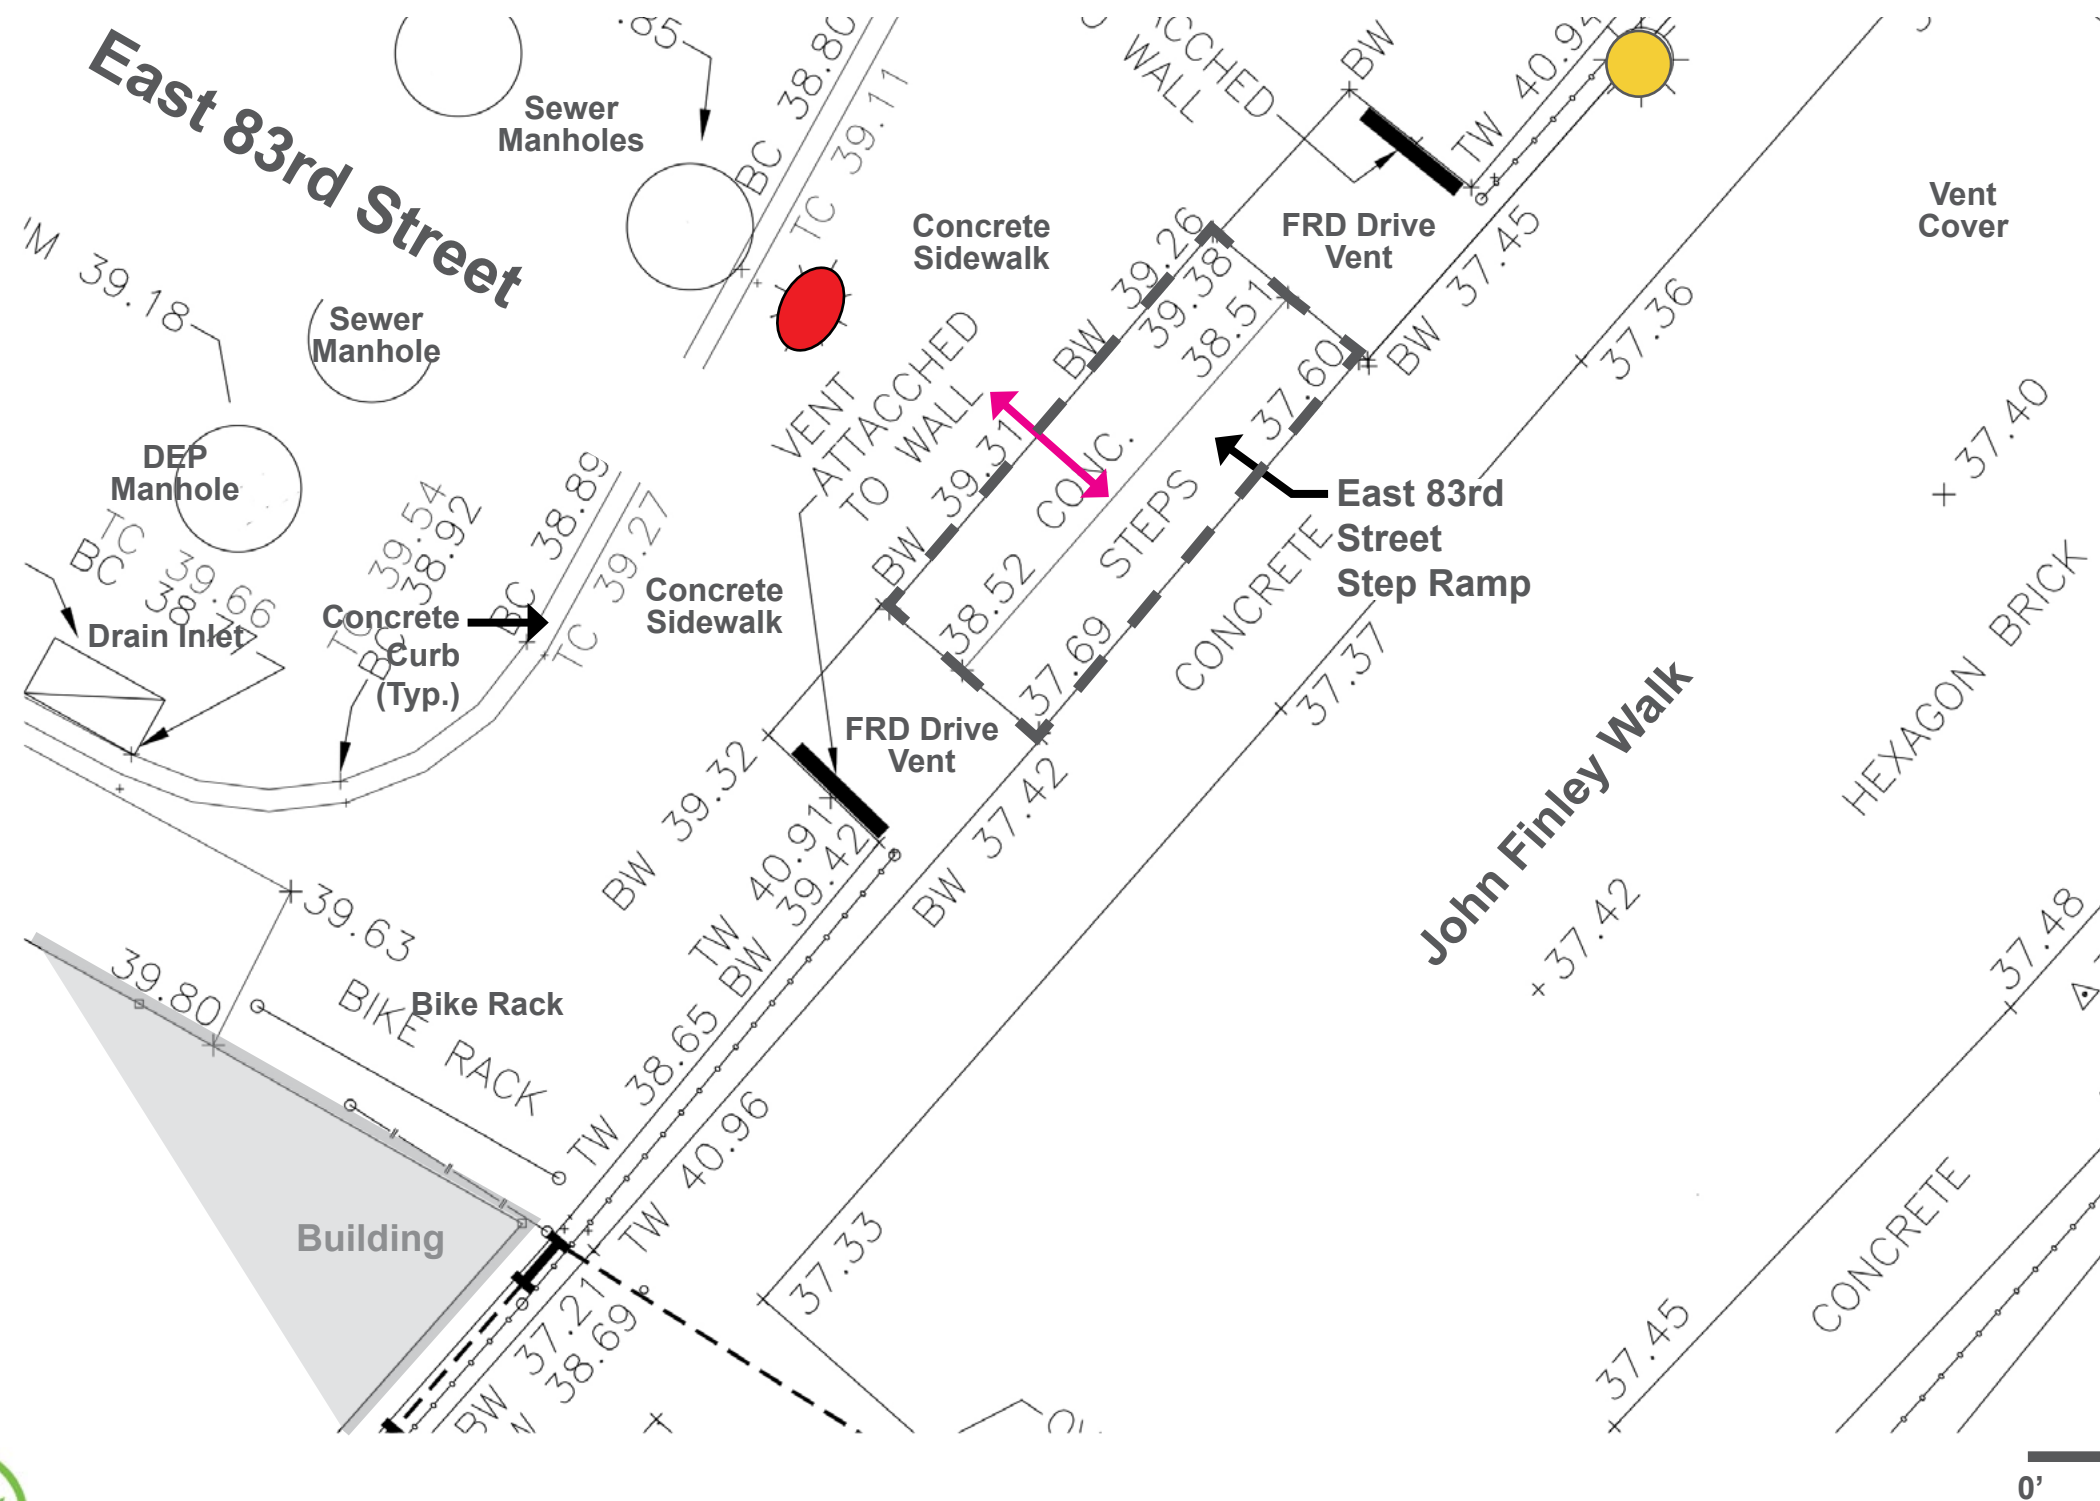 East 83rd Street
Sewer
Manholes
BC 38.80
TC 39.11
WALL
BW
TW 40.94
Vent
Cover
'M 39.18
Sewer
Manhole
Concrete
Sidewalk
FRD Drive
Vent
BW 39.26
39.38
38.51
37.60
BW 37.45
37.36
VENT
ATTACCHED
TO WALL
BW 39.31
CONC.
STEPS
38.52
37.69
East 83rd
Street
Step Ramp
CONCRETE
37.37
37.40
HEXAGON BRICK
John Finley Walk
DEP
Manhole
TC 39.66
TC 39.54
BC 38.92
BC 38.89
TC 39.27
Drain Inlet
Concrete
Curb
(Typ.)
Concrete
Sidewalk
FRD Drive
Vent
BW 39.32
TW 40.91
BW 39.42
BW 37.42
37.42
37.48
39.63
39.80
BIKE RACK
Bike Rack
TW 38.65
TW 40.96
Building
37.33
BW 37.21
38.69
37.45
CONCRETE
0’